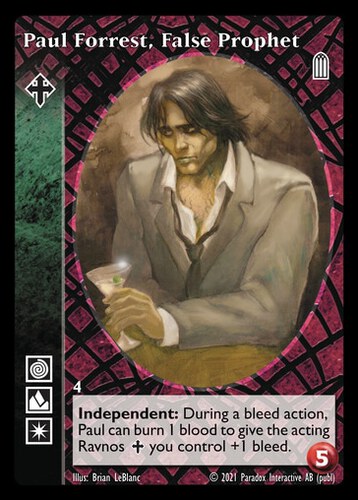 Paul Forrest, False Prophet
4
Independent: During a bleed action,
Paul can burn 1 blood to give the acting
Ravnos you control +1 bleed.
5
Illus: Brian LeBlanc © 2021 Paradox Interactive AB (publ)